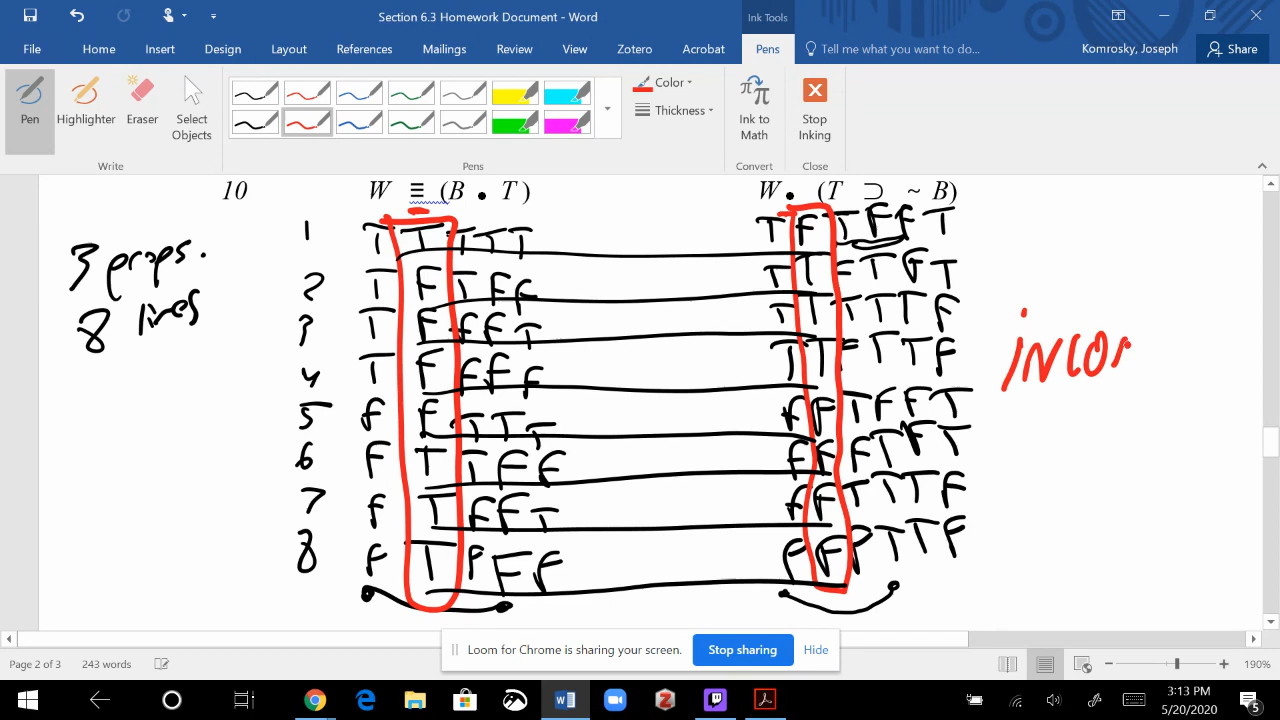 Section 6.3 Homework Document - Word
Ink Tools
File Home Insert Design Layout References Mailings Review View Zotero Acrobat Pens Tell me what you want to do... Komrosky, Joseph Share
Pen Highlighter Eraser Select Objects
Color
Thickness
Ink to Math
Stop Inking
Write Pens Convert Close
10 W ≡ (B • T) W • (T ⊃ ~ B)
3 props.
8 lines
1 T T T T T T F T F F T
2 T F T F F T T F T F T
3 T F F F T T T T T T F
4 T F F F F T T F T T F
5 F F T T T F F T F F T
6 F T T F F F F F T F T
7 F T F F T F F T T T F
8 F T F F F F F F T T F
incor
Loom for Chrome is sharing your screen. Stop sharing Hide
Page 2 of 3 243 words 190%
3:13 PM
5/20/2020
5